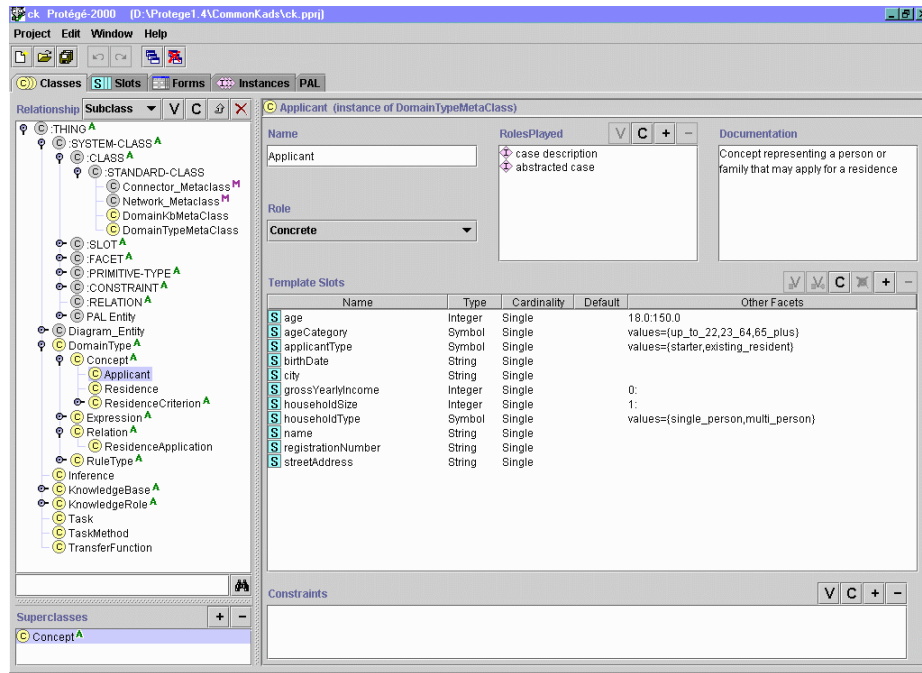 ck Protégé-2000 (D:\Protege1.4\CommonKads\ck.pprj)
Project Edit Window Help
Classes Slots Forms Instances PAL
Relationship Subclass V C
:THING A
:SYSTEM-CLASS A
:CLASS A
:STANDARD-CLASS
Connector_Metaclass M
Network_Metaclass M
DomainKbMetaClass
DomainTypeMetaClass
:SLOT A
:FACET A
:PRIMITIVE-TYPE A
:CONSTRAINT A
:RELATION A
PAL Entity
Diagram_Entity
DomainType A
Concept A
Applicant
Residence
ResidenceCriterion A
Expression A
Relation A
ResidenceApplication
RuleType A
Inference
KnowledgeBase A
KnowledgeRole A
Task
TaskMethod
TransferFunction
Superclasses + -
Concept A
Applicant (instance of DomainTypeMetaClass)
Name
Applicant
Role
Concrete
RolesPlayed V C + -
case description
abstracted case
Documentation
Concept representing a person or
family that may apply for a residence
Template Slots V V C + -
Name Type Cardinality Default Other Facets
S age Integer Single 18.0:150.0
S ageCategory Symbol Single values={up_to_22,23_64,65_plus}
S applicantType Symbol Single values={starter,existing_resident}
S birthDate String Single
S city String Single
S grossYearlyIncome Integer Single 0:
S householdSize Integer Single 1:
S householdType Symbol Single values={single_person,multi_person}
S name String Single
S registrationNumber String Single
S streetAddress String Single
Constraints V C + -